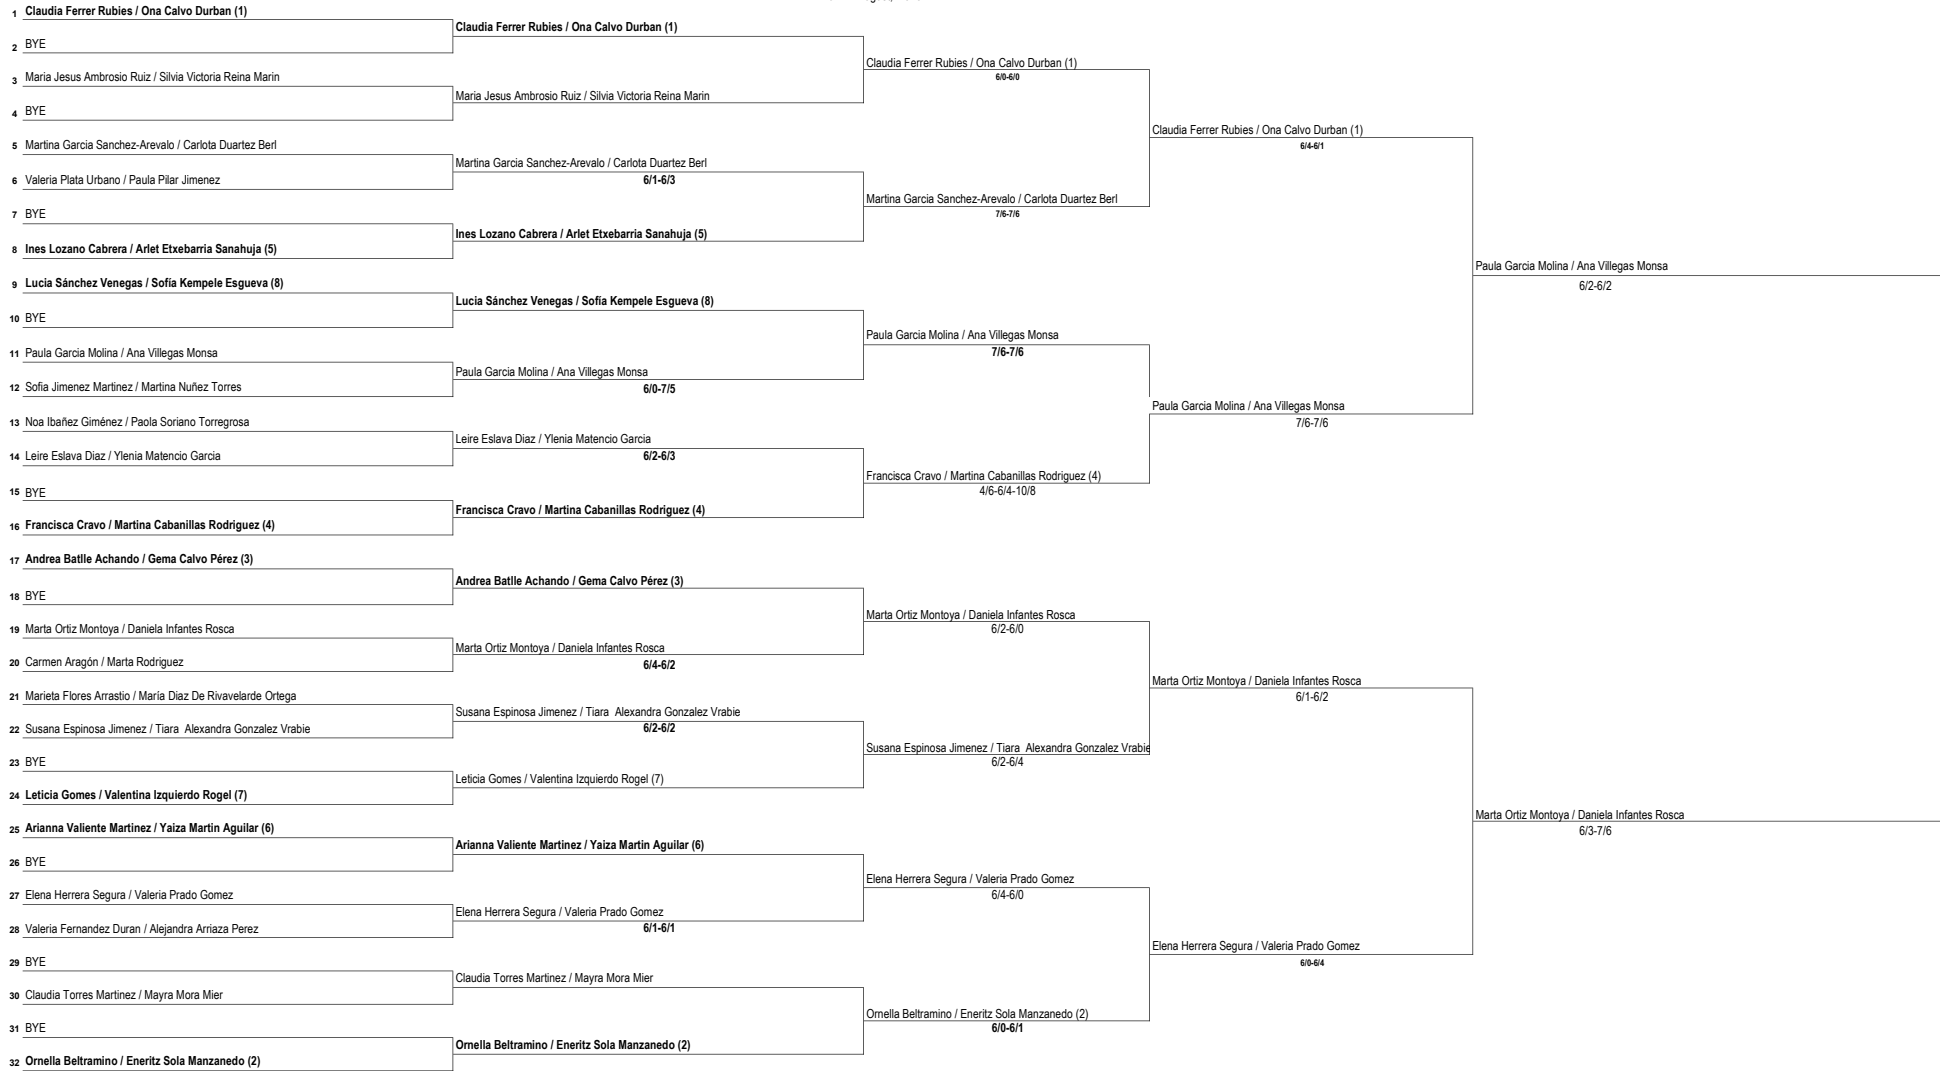 1 Claudia Ferrer Rubies / Ona Calvo Durban (1)
2 BYE
3 Maria Jesus Ambrosio Ruiz / Silvia Victoria Reina Marin
4 BYE
5 Martina Garcia Sanchez-Arevalo / Carlota Duartez Berl
6 Valeria Plata Urbano / Paula Pilar Jimenez
7 BYE
8 Ines Lozano Cabrera / Arlet Etxebarria Sanahuja (5)
9 Lucia Sánchez Venegas / Sofía Kempele Esgueva (8)
10 BYE
11 Paula Garcia Molina / Ana Villegas Monsa
12 Sofia Jimenez Martinez / Martina Nuñez Torres
13 Noa Ibañez Giménez / Paola Soriano Torregrosa
14 Leire Eslava Diaz / Ylenia Matencio Garcia
15 BYE
16 Francisca Cravo / Martina Cabanillas Rodriguez (4)
17 Andrea Batlle Achando / Gema Calvo Pérez (3)
18 BYE
19 Marta Ortiz Montoya / Daniela Infantes Rosca
20 Carmen Aragón / Marta Rodriguez
21 Marieta Flores Arrastio / María Diaz De Rivavelarde Ortega
22 Susana Espinosa Jimenez / Tiara Alexandra Gonzalez Vrabie
23 BYE
24 Leticia Gomes / Valentina Izquierdo Rogel (7)
25 Arianna Valiente Martinez / Yaiza Martin Aguilar (6)
26 BYE
27 Elena Herrera Segura / Valeria Prado Gomez
28 Valeria Fernandez Duran / Alejandra Arriaza Perez
29 BYE
30 Claudia Torres Martinez / Mayra Mora Mier
31 BYE
32 Ornella Beltramino / Eneritz Sola Manzanedo (2)
Claudia Ferrer Rubies / Ona Calvo Durban (1)
Maria Jesus Ambrosio Ruiz / Silvia Victoria Reina Marin
Martina Garcia Sanchez-Arevalo / Carlota Duartez Berl
6/1-6/3
Ines Lozano Cabrera / Arlet Etxebarria Sanahuja (5)
Lucia Sánchez Venegas / Sofía Kempele Esgueva (8)
Paula Garcia Molina / Ana Villegas Monsa
6/0-7/5
Leire Eslava Diaz / Ylenia Matencio Garcia
6/2-6/3
Francisca Cravo / Martina Cabanillas Rodriguez (4)
Andrea Batlle Achando / Gema Calvo Pérez (3)
Marta Ortiz Montoya / Daniela Infantes Rosca
6/4-6/2
Susana Espinosa Jimenez / Tiara Alexandra Gonzalez Vrabie
6/2-6/2
Leticia Gomes / Valentina Izquierdo Rogel (7)
Arianna Valiente Martinez / Yaiza Martin Aguilar (6)
Elena Herrera Segura / Valeria Prado Gomez
6/1-6/1
Claudia Torres Martinez / Mayra Mora Mier
Ornella Beltramino / Eneritz Sola Manzanedo (2)
Claudia Ferrer Rubies / Ona Calvo Durban (1)
6/0-6/0
Martina Garcia Sanchez-Arevalo / Carlota Duartez Berl
7/6-7/6
Paula Garcia Molina / Ana Villegas Monsa
7/6-7/6
Francisca Cravo / Martina Cabanillas Rodriguez (4)
4/6-6/4-10/8
Marta Ortiz Montoya / Daniela Infantes Rosca
6/2-6/0
Susana Espinosa Jimenez / Tiara Alexandra Gonzalez Vrabie
6/2-6/4
Elena Herrera Segura / Valeria Prado Gomez
6/4-6/0
Ornella Beltramino / Eneritz Sola Manzanedo (2)
6/0-6/1
Claudia Ferrer Rubies / Ona Calvo Durban (1)
6/4-6/1
Paula Garcia Molina / Ana Villegas Monsa
7/6-7/6
Marta Ortiz Montoya / Daniela Infantes Rosca
6/1-6/2
Elena Herrera Segura / Valeria Prado Gomez
6/0-6/4
Paula Garcia Molina / Ana Villegas Monsa
6/2-6/2
Marta Ortiz Montoya / Daniela Infantes Rosca
6/3-7/6